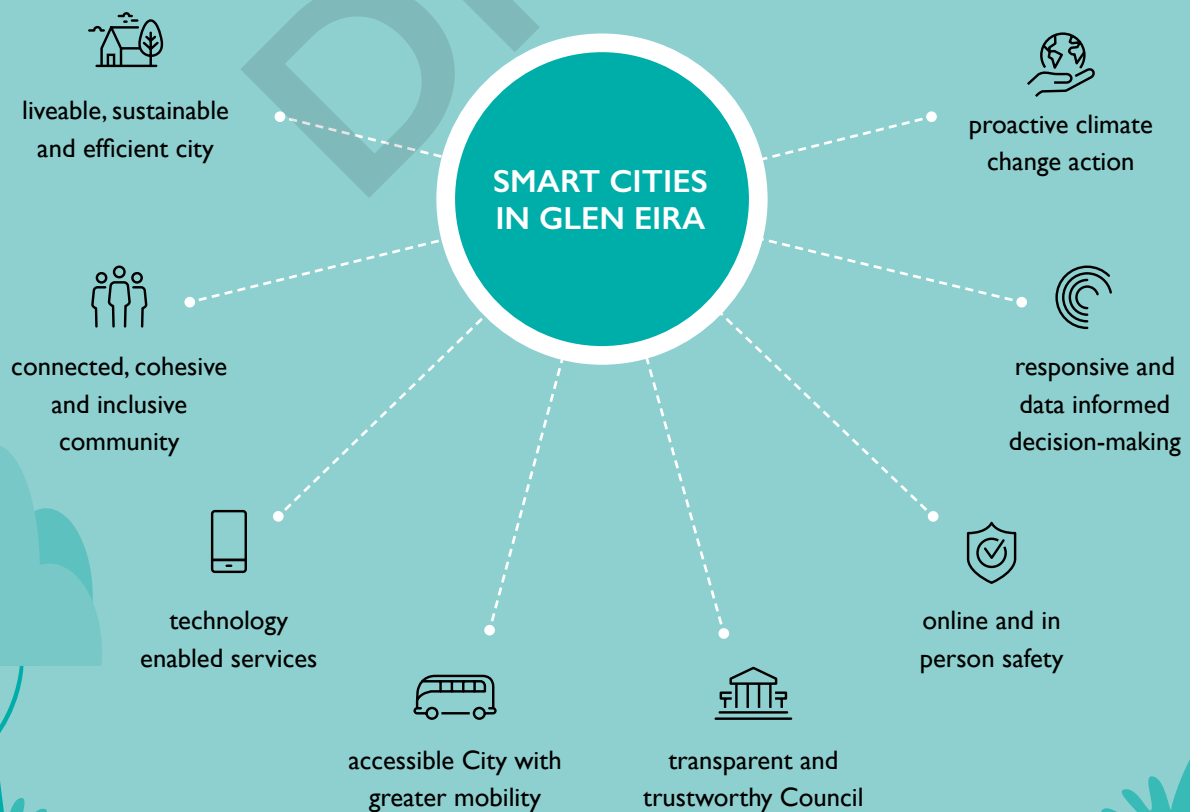 SMART CITIES
IN GLEN EIRA
liveable, sustainable
and efficient city
connected, cohesive
and inclusive
community
technology
enabled services
accessible City with
greater mobility
transparent and
trustworthy Council
online and in
person safety
responsive and
data informed
decision-making
proactive climate
change action